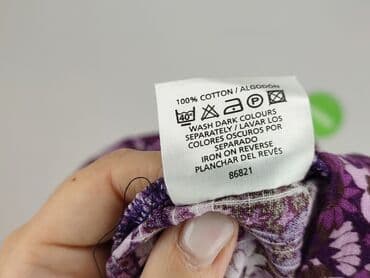 100% COTTON / ALGODÓN
40°
WASH DARK COLOURS
SEPARATELY / LAVAR LOS
COLORES OSCUROS POR
SEPARADO
IRON ON REVERSE
PLANCHAR DEL REVÉS
86821